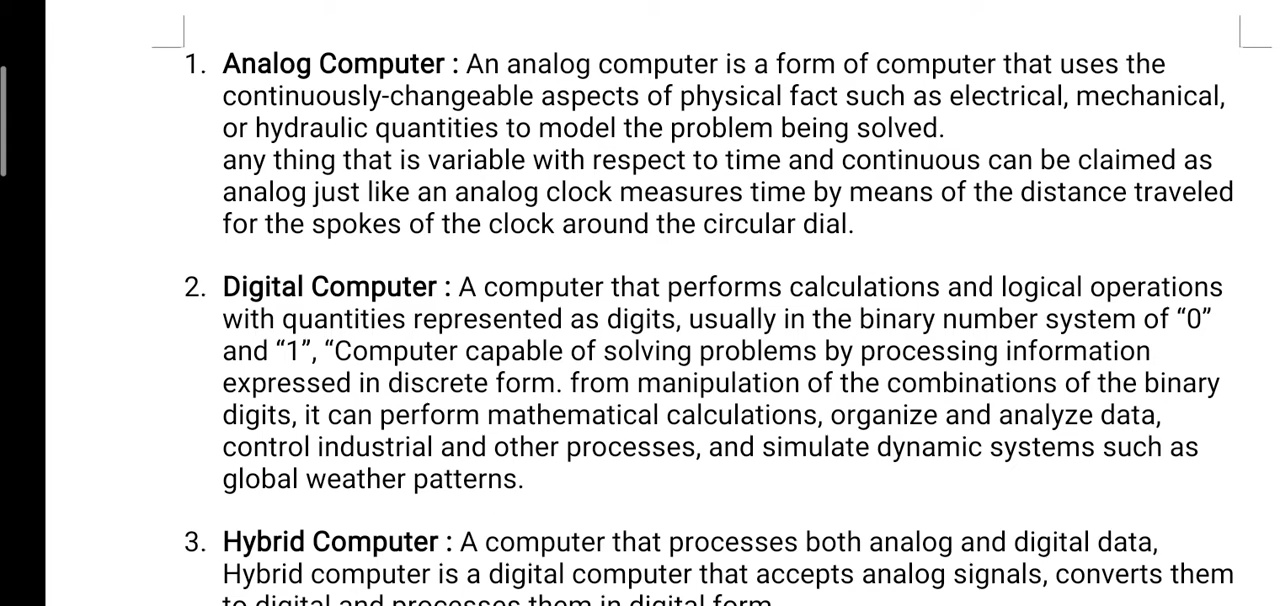 1. Analog Computer : An analog computer is a form of computer that uses the
continuously-changeable aspects of physical fact such as electrical, mechanical,
or hydraulic quantities to model the problem being solved.
any thing that is variable with respect to time and continuous can be claimed as
analog just like an analog clock measures time by means of the distance traveled
for the spokes of the clock around the circular dial.
2. Digital Computer : A computer that performs calculations and logical operations
with quantities represented as digits, usually in the binary number system of “0”
and “1”, “Computer capable of solving problems by processing information
expressed in discrete form. from manipulation of the combinations of the binary
digits, it can perform mathematical calculations, organize and analyze data,
control industrial and other processes, and simulate dynamic systems such as
global weather patterns.
3. Hybrid Computer : A computer that processes both analog and digital data,
Hybrid computer is a digital computer that accepts analog signals, converts them
to digital and processes them in digital form.